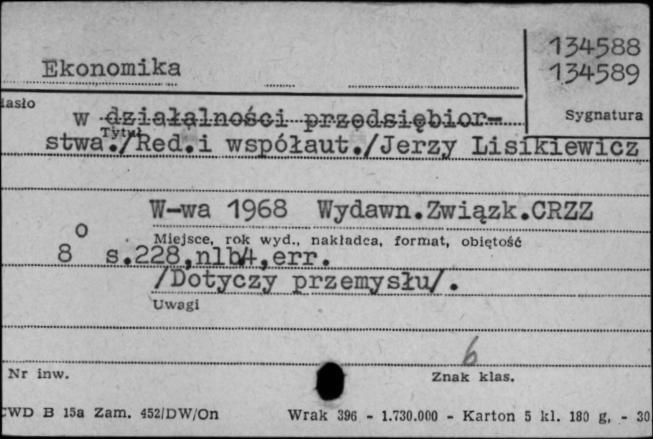 134588
Ekonomika 134589
iasło
w działalności przedsiębior- Sygnatura
Tytuł
stwa./Red.i współaut./Jerzy Lisikiewicz
W-wa 1968 Wydawn.Związk.CRZZ
Miejsce, rok wyd., nakładca, format, obiętość
8° s.228,nlb4,err.
/Dotyczy przemysłu/.
Uwagi
6
Nr inw. Znak klas.
CWD B 15a Zam. 452/DW/On Wrak 396 - 1.730.000 - Karton 5 kl. 180 g, - 30